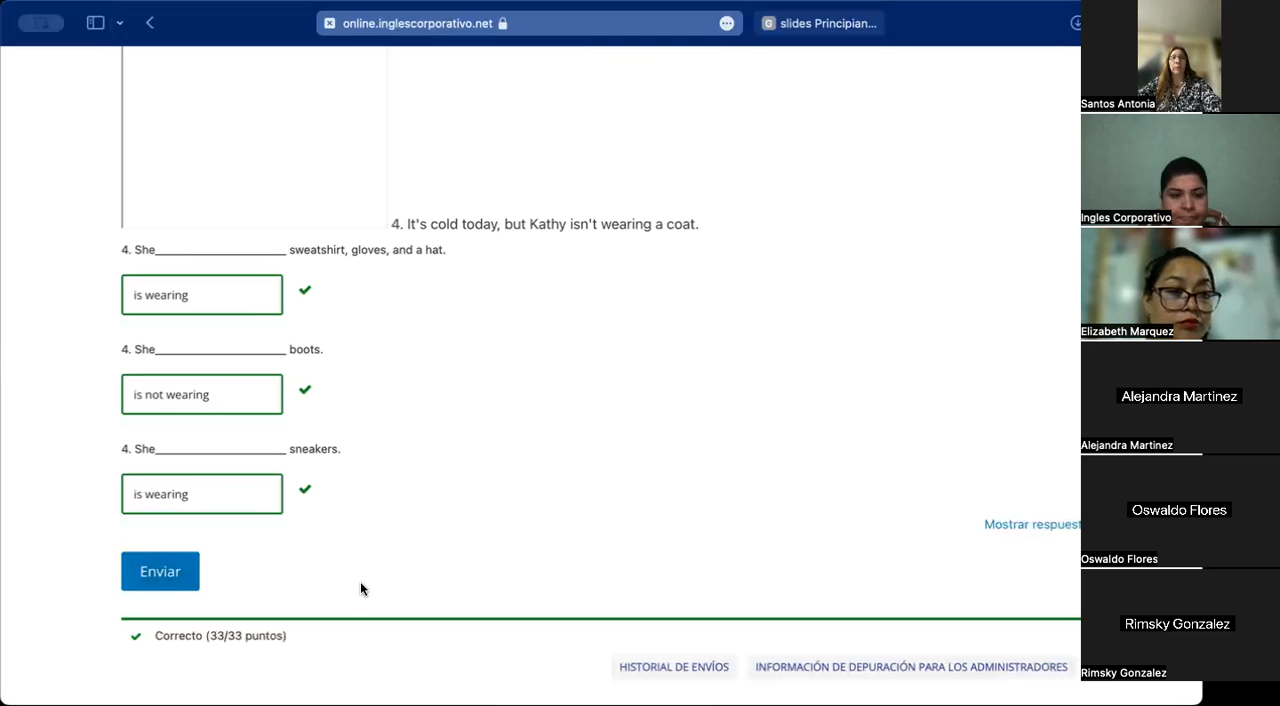 online.inglescorporativo.net
G slides Principian...
Santos Antonia
4. It's cold today, but Kathy isn't wearing a coat.
Ingles Corporativo
4. She____________________ sweatshirt, gloves, and a hat.
is wearing
Elizabeth Marquez
4. She____________________ boots.
is not wearing
Alejandra Martinez
Alejandra Martinez
4. She____________________ sneakers.
is wearing
Mostrar respuest
Oswaldo Flores
Oswaldo Flores
Enviar
Correcto (33/33 puntos)
Rimsky Gonzalez
HISTORIAL DE ENVÍOS
INFORMACIÓN DE DEPURACIÓN PARA LOS ADMINISTRADORES
Rimsky Gonzalez